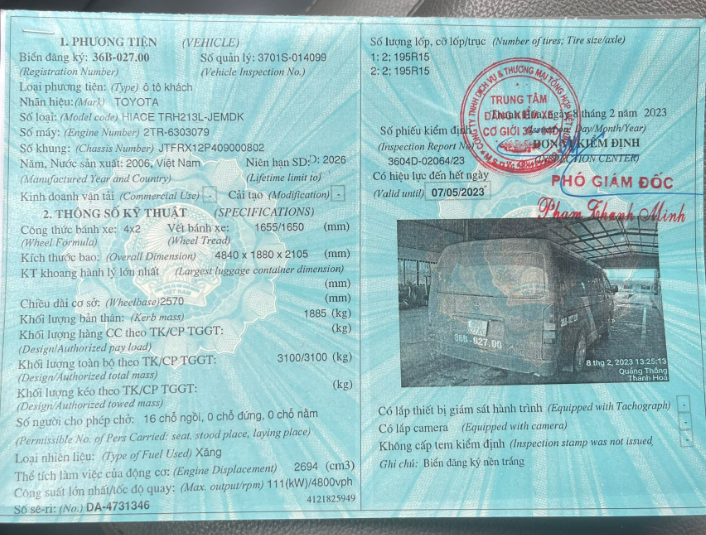 1. PHƯƠNG TIỆN (VEHICLE)
Biển đăng ký: 36B-027.00 Số quản lý: 3701S-014099
(Registration Number) (Vehicle Inspection No.)
Loại phương tiện: (Type) ô tô khách
Nhãn hiệu: (Mark) TOYOTA
Số loại: (Model code) HIACE TRH213L-JEMDK
Số máy: (Engine Number) 2TR-6303079
Số khung: (Chassis Number) JTFRX12P409000802
Năm, Nước sản xuất: 2006, Việt Nam Niên hạn SD: 2026
(Manufactured Year and Country) (Lifetime limit to)
Kinh doanh vận tải (Commercial Use) - Cải tạo (Modification) -
2. THÔNG SỐ KỸ THUẬT (SPECIFICATIONS)
Công thức bánh xe: 4x2 Vết bánh xe: 1655/1650 (mm)
(Wheel Formula) (Wheel Tread)
Kích thước bao: (Overall Dimension) 4840 x 1880 x 2105 (mm)
KT khoang hành lý lớn nhất (Largest luggage container dimension)
(mm)
Chiều dài cơ sở: (Wheelbase) 2570 (mm)
Khối lượng bản thân: (Kerb mass) 1885 (kg)
Khối lượng hàng CC theo TK/CP TGGT: (kg)
(Design/Authorized pay load)
Khối lượng toàn bộ theo TK/CP TGGT: 3100/3100 (kg)
(Design/Authorized total mass)
Khối lượng kéo theo TK/CP TGGT: (kg)
(Design/Authorized towed mass)
Số người cho phép chở: 16 chỗ ngồi, 0 chỗ đứng, 0 chỗ nằm
(Permissible No. of Pers Carried: seat, stood place, laying place)
Loại nhiên liệu: (Type of Fuel Used) Xăng
Thể tích làm việc của động cơ: (Engine Displacement) 2694 (cm3)
Công suất lớn nhất/tốc độ quay: (Max. output/rpm) 111(kW)/4800vph
Số sê-ri: (No.) DA-4731346 4121825949
Số lượng lốp, cỡ lốp/trục (Number of tires; Tire size/axle)
1: 2; 195R15
2: 2; 195R15
ngày 8 tháng 2 năm 2023
(Day/Month/Year)
Số phiếu kiểm định
(Inspection Report No) ĐƠN VỊ KIỂM ĐỊNH
3604D-02064/23 (INSPECTION CENTER)
TRUNG TÂM
ĐĂNG KIỂM XE
CƠ GIỚI
Có hiệu lực đến hết ngày PHÓ GIÁM ĐỐC
(Valid until) 07/05/2023
Phạm Thanh Minh
36B-027.00
8 thg 2, 2023 13:25:13
Quảng Thắng
Thanh Hoá
Có lắp thiết bị giám sát hành trình (Equipped with Tachograph) -
Có lắp camera (Equipped with camera) -
Không cấp tem kiểm định (Inspection stamp was not issued) -
Ghi chú: Biển đăng ký nền trắng